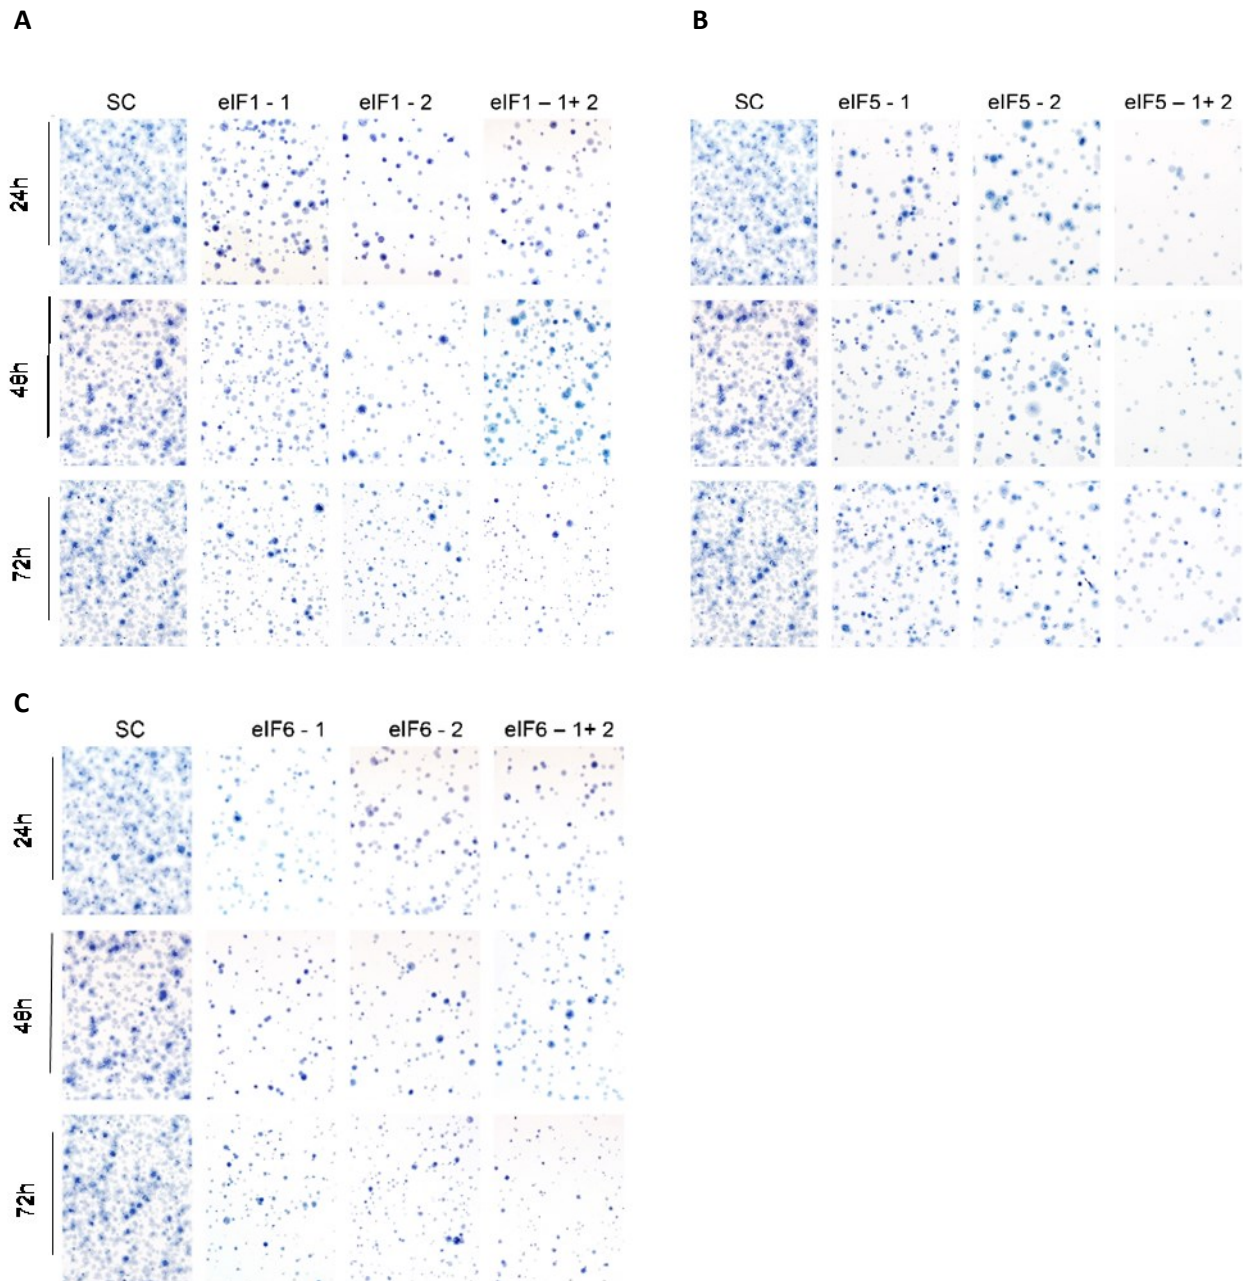 A
B
SC eIF1 - 1 eIF1 - 2 eIF1 – 1+ 2
SC eIF5 - 1 eIF5 - 2 eIF5 – 1+ 2
24h
48h
72h
C
SC eIF6 - 1 eIF6 - 2 eIF6 – 1+ 2
24h
48h
72h